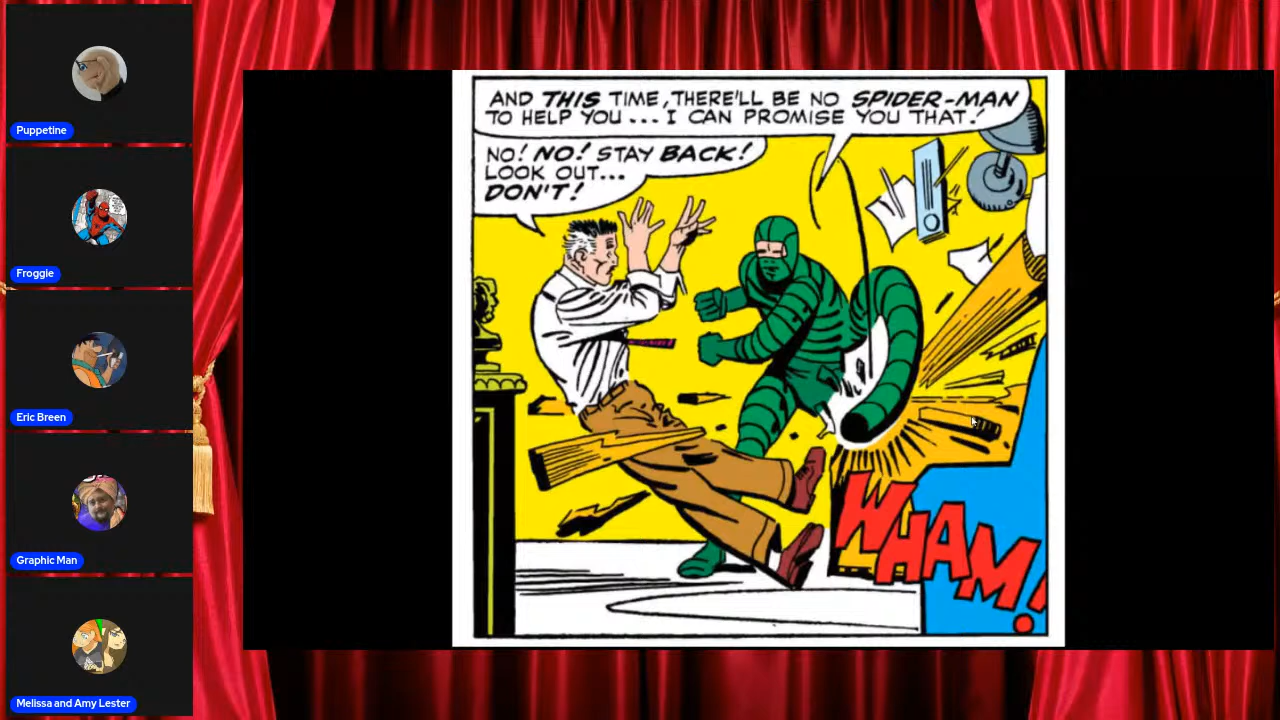 Puppetine
Froggie
Eric Breen
Graphic Man
Melissa and Amy Lester
AND THIS TIME, THERE'LL BE NO SPIDER-MAN
TO HELP YOU... I CAN PROMISE YOU THAT!
NO! NO! STAY BACK!
LOOK OUT...
DON'T!
WHAM!